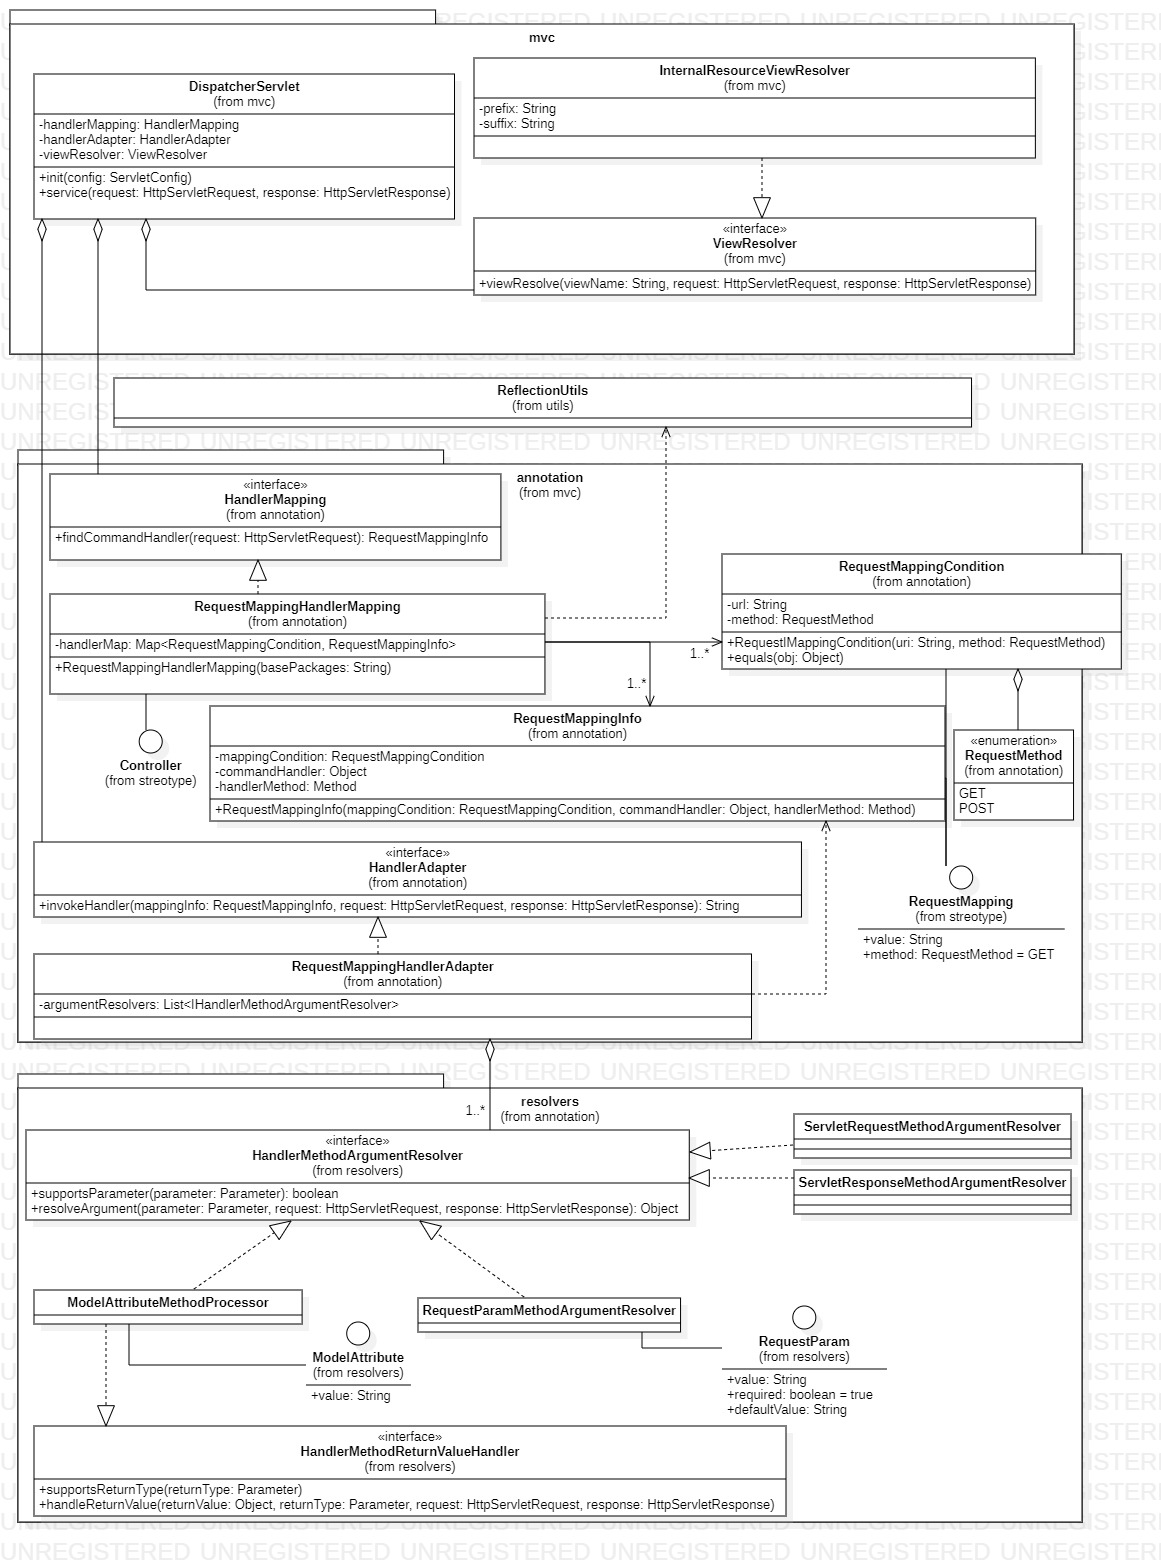 mvc
DispatcherServlet
(from mvc)
-handlerMapping: HandlerMapping
-handlerAdapter: HandlerAdapter
-viewResolver: ViewResolver
+init(config: ServletConfig)
+service(request: HttpServletRequest, response: HttpServletResponse)
InternalResourceViewResolver
(from mvc)
-prefix: String
-suffix: String
«interface»
ViewResolver
(from mvc)
+viewResolve(viewName: String, request: HttpServletRequest, response: HttpServletResponse)
ReflectionUtils
(from utils)
annotation
(from mvc)
«interface»
HandlerMapping
(from annotation)
+findCommandHandler(request: HttpServletRequest): RequestMappingInfo
RequestMappingHandlerMapping
(from annotation)
-handlerMap: Map<RequestMappingCondition, RequestMappingInfo>
+RequestMappingHandlerMapping(basePackages: String)
RequestMappingCondition
(from annotation)
-url: String
-method: RequestMethod
+RequestIMappingCondition(uri: String, method: RequestMethod)
+equals(obj: Object)
1..*
1..*
RequestMappingInfo
(from annotation)
-mappingCondition: RequestMappingCondition
-commandHandler: Object
-handlerMethod: Method
+RequestMappingInfo(mappingCondition: RequestMappingCondition, commandHandler: Object, handlerMethod: Method)
Controller
(from streotype)
«enumeration»
RequestMethod
(from annotation)
GET
POST
«interface»
HandlerAdapter
(from annotation)
+invokeHandler(mappingInfo: RequestMappingInfo, request: HttpServletRequest, response: HttpServletResponse): String
RequestMapping
(from streotype)
+value: String
+method: RequestMethod = GET
RequestMappingHandlerAdapter
(from annotation)
-argumentResolvers: List<IHandlerMethodArgumentResolver>
1..*
resolvers
(from annotation)
«interface»
HandlerMethodArgumentResolver
(from resolvers)
+supportsParameter(parameter: Parameter): boolean
+resolveArgument(parameter: Parameter, request: HttpServletRequest, response: HttpServletResponse): Object
ServletRequestMethodArgumentResolver
ServletResponseMethodArgumentResolver
ModelAttributeMethodProcessor
RequestParamMethodArgumentResolver
ModelAttribute
(from resolvers)
+value: String
RequestParam
(from resolvers)
+value: String
+required: boolean = true
+defaultValue: String
«interface»
HandlerMethodReturnValueHandler
(from resolvers)
+supportsReturnType(returnType: Parameter)
+handleReturnValue(returnValue: Object, returnType: Parameter, request: HttpServletRequest, response: HttpServletResponse)